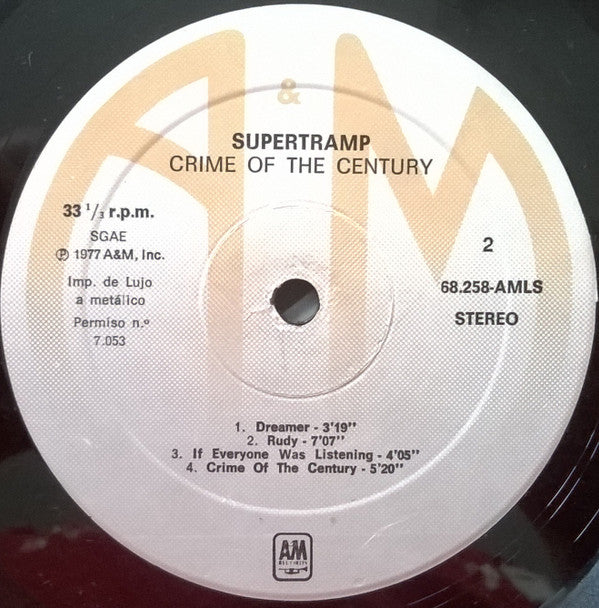 A & M
SUPERTRAMP
CRIME OF THE CENTURY
33 1/3 r.p.m.
SGAE
℗ 1977 A&M, Inc.
Imp. de Lujo
a metálico
Permiso n.º
7.053
2
68.258-AMLS
STEREO
1. Dreamer - 3'19"
2. Rudy - 7'07"
3. If Everyone Was Listening - 4'05"
4. Crime Of The Century - 5'20"
AM
RECORDS